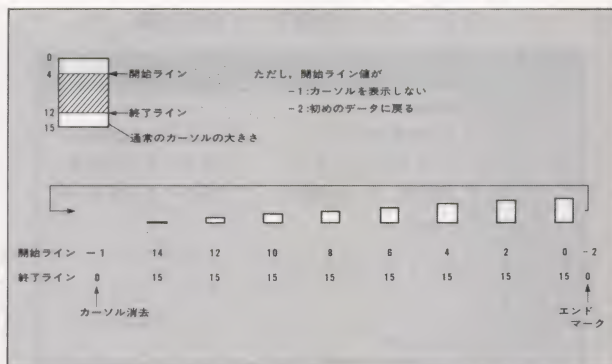 0
4 開始ライン ただし，開始ライン値が
-1:カーソルを表示しない
-2:初めのデータに戻る
12 終了ライン
15 通常のカーソルの大きさ
開始ライン -1 14 12 10 8 6 4 2 0 -2
終了ライン 0 15 15 15 15 15 15 15 15 0
カーソル消去 エンド
マーク